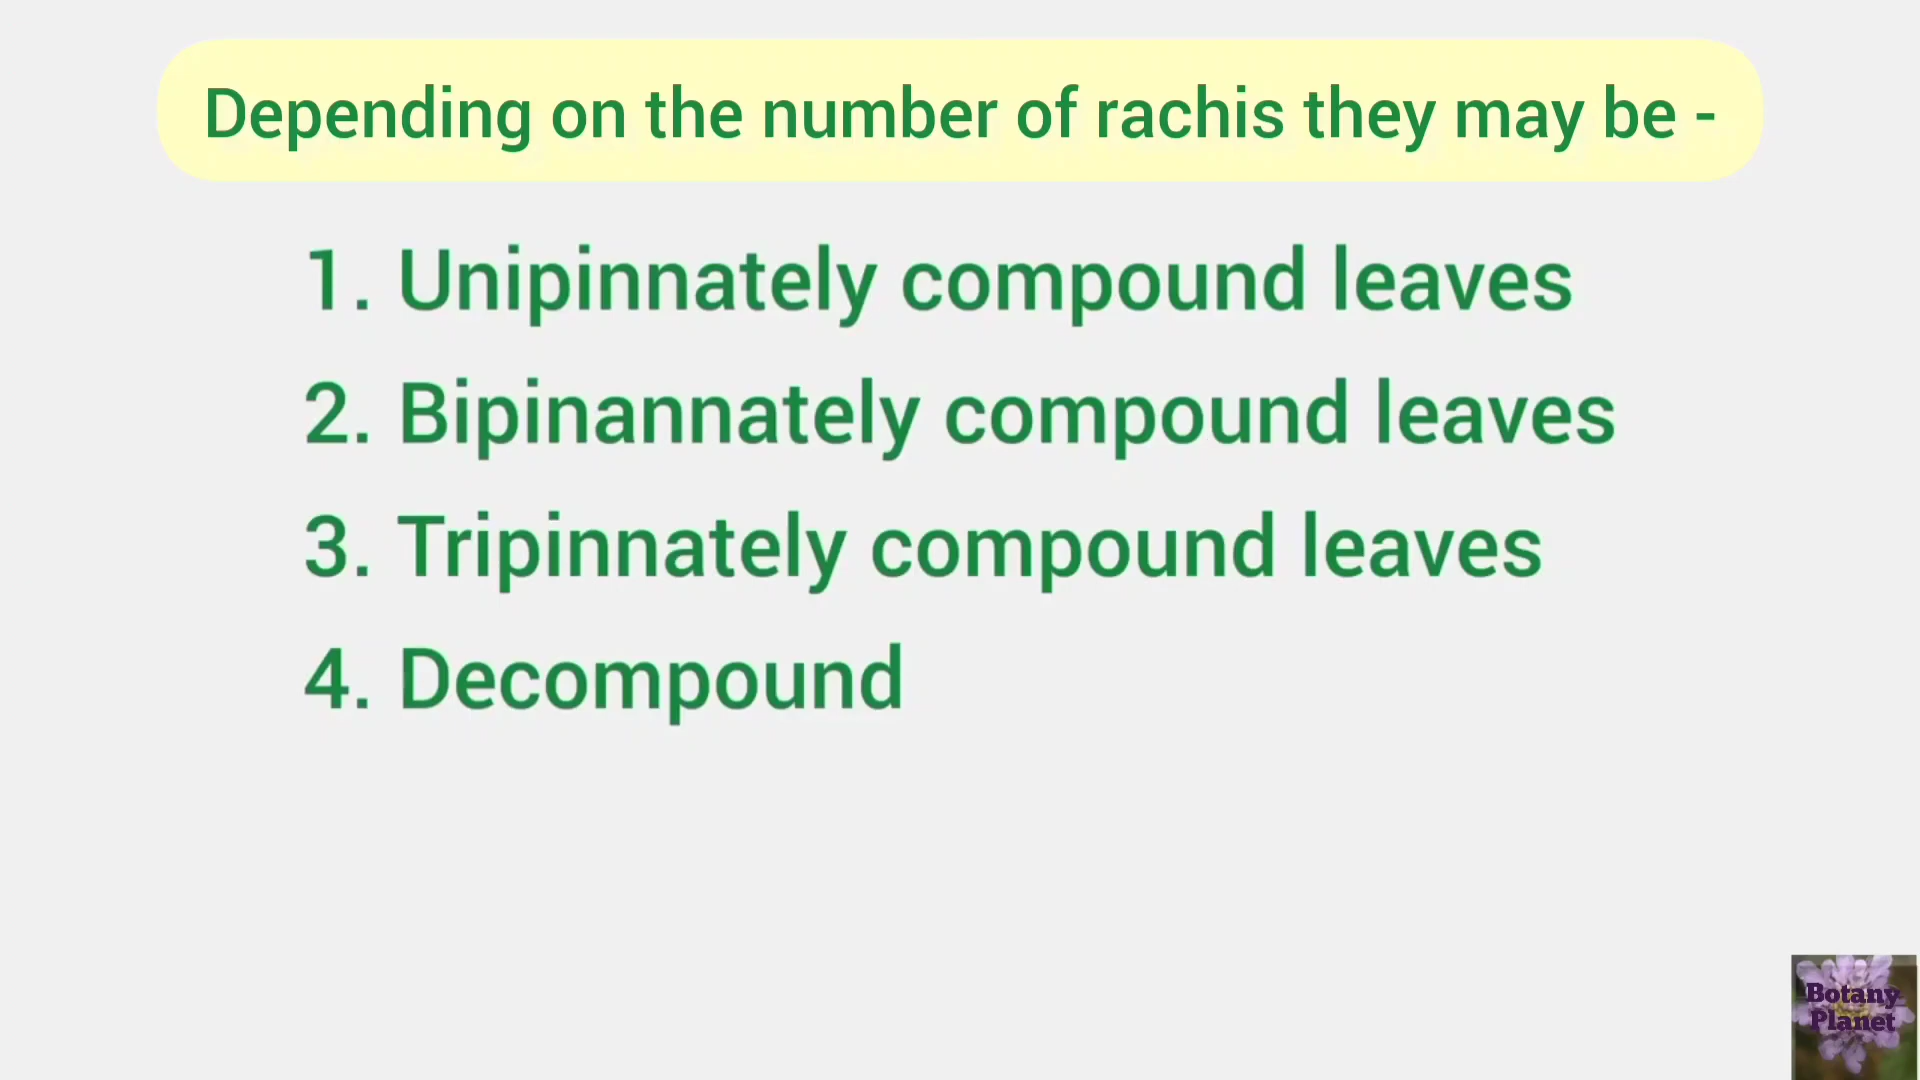 Depending on the number of rachis they may be -
1. Unipinnately compound leaves
2. Bipinannately compound leaves
3. Tripinnately compound leaves
4. Decompound
Botany
Planet